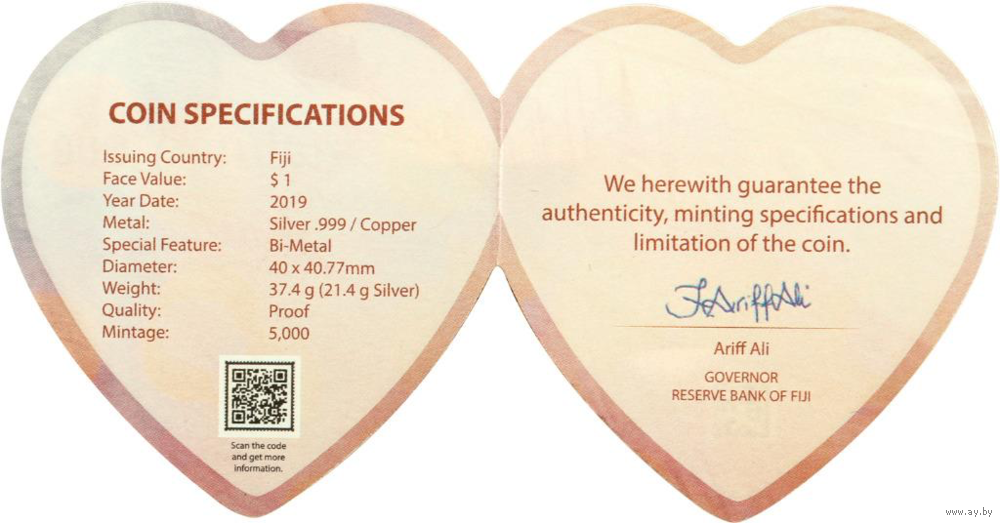 COIN SPECIFICATIONS
Issuing Country: Fiji
Face Value: $ 1
Year Date: 2019
Metal: Silver .999 / Copper
Special Feature: Bi-Metal
Diameter: 40 x 40.77mm
Weight: 37.4 g (21.4 g Silver)
Quality: Proof
Mintage: 5,000
Scan the code
and get more
information.
We herewith guarantee the
authenticity, minting specifications and
limitation of the coin.
JAriffAli
Ariff Ali
GOVERNOR
RESERVE BANK OF FIJI
www.ay.by